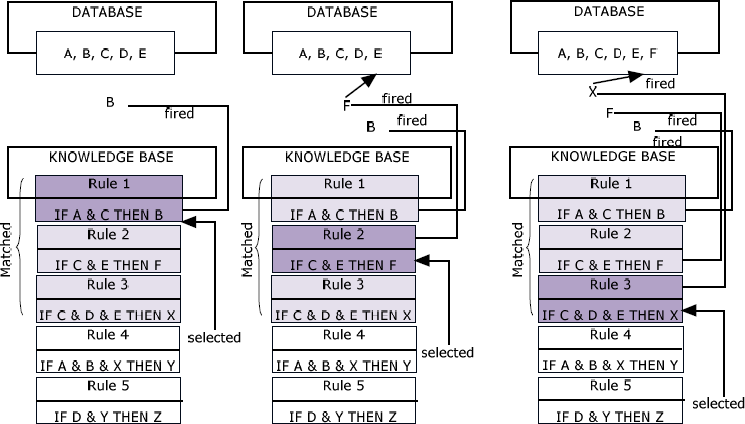 DATABASE
A, B, C, D, E
B
fired
KNOWLEDGE BASE
Matched
Rule 1
IF A & C THEN B
Rule 2
IF C & E THEN F
Rule 3
IF C & D & E THEN X
selected
Rule 4
IF A & B & X THEN Y
Rule 5
IF D & Y THEN Z
DATABASE
A, B, C, D, E
F
fired
B
fired
KNOWLEDGE BASE
Matched
Rule 1
IF A & C THEN B
Rule 2
IF C & E THEN F
Rule 3
IF C & D & E THEN X
selected
Rule 4
IF A & B & X THEN Y
Rule 5
IF D & Y THEN Z
DATABASE
A, B, C, D, E, F
X
fired
F
B
fired
fired
KNOWLEDGE BASE
Matched
Rule 1
IF A & C THEN B
Rule 2
IF C & E THEN F
Rule 3
IF C & D & E THEN X
Rule 4
IF A & B & X THEN Y
Rule 5
selected
IF D & Y THEN Z